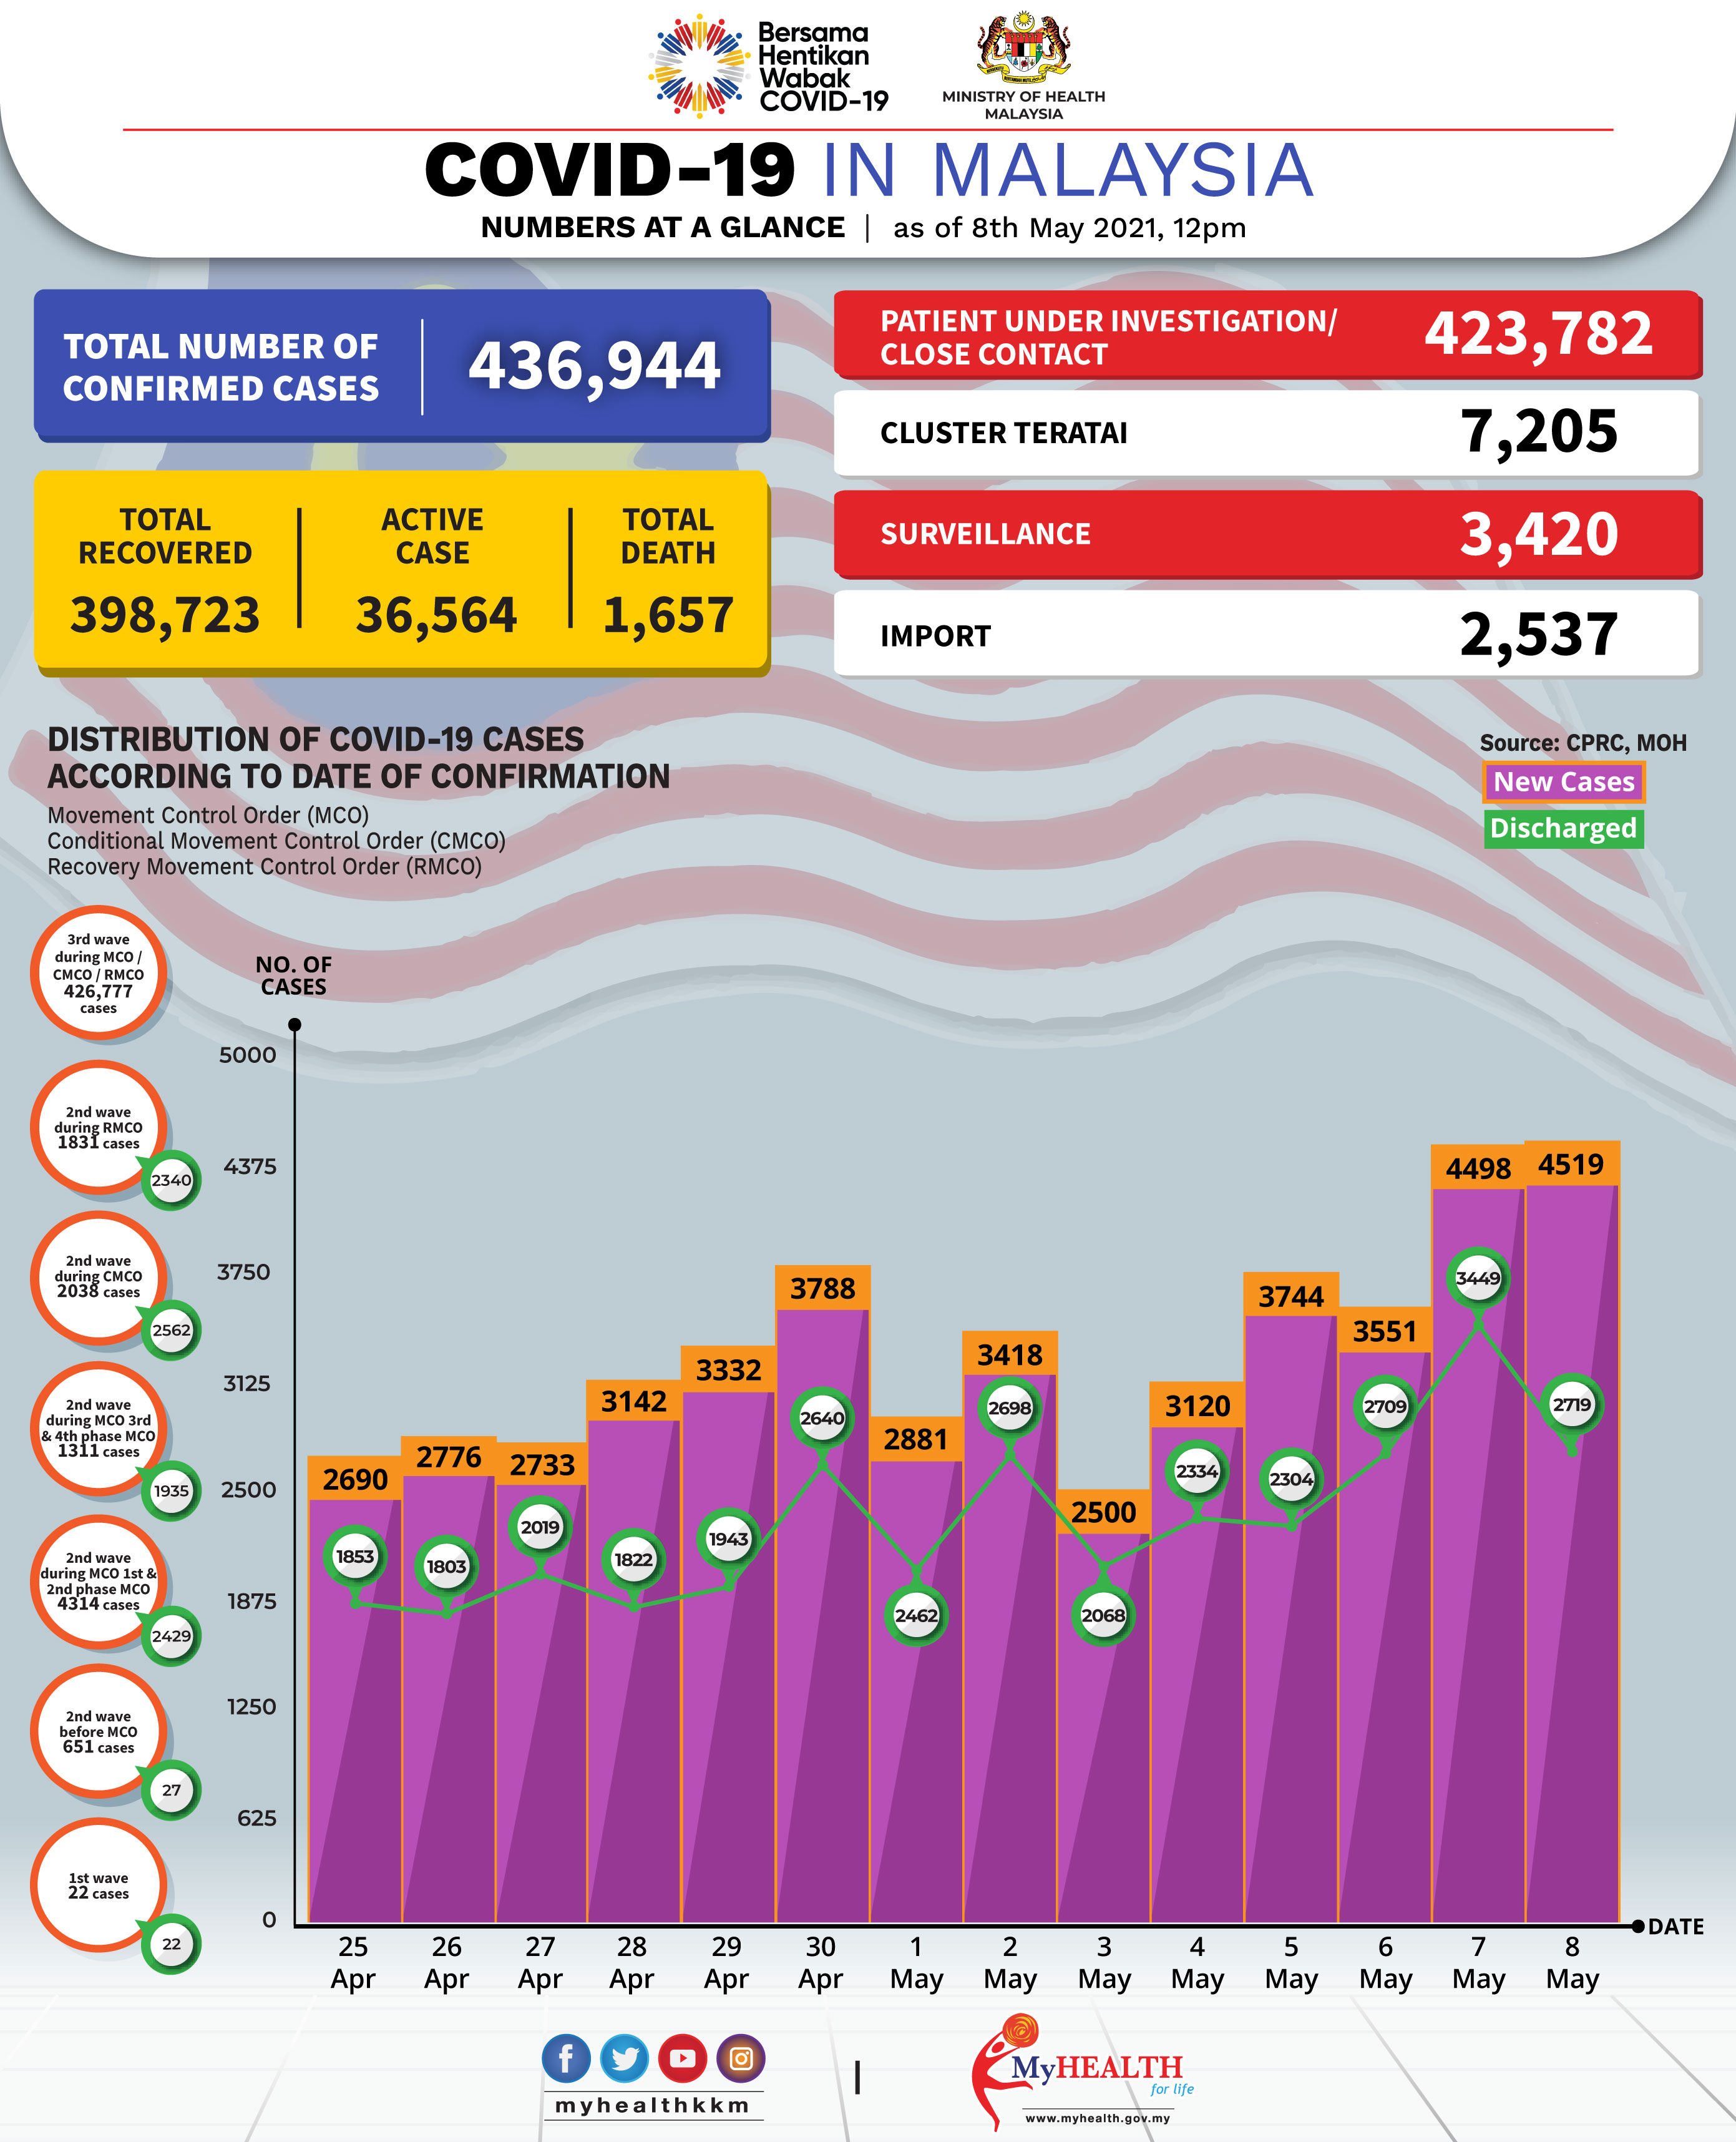 Bersama
Hentikan
Wabak
COVID-19
MINISTRY OF HEALTH
MALAYSIA
COVID-19 IN MALAYSIA
NUMBERS AT A GLANCE | as of 8th May 2021, 12pm
TOTAL NUMBER OF
CONFIRMED CASES
436,944
TOTAL
RECOVERED
398,723
ACTIVE
CASE
36,564
TOTAL
DEATH
1,657
PATIENT UNDER INVESTIGATION/
CLOSE CONTACT
423,782
CLUSTER TERATAI
7,205
SURVEILLANCE
3,420
IMPORT
2,537
DISTRIBUTION OF COVID-19 CASES
ACCORDING TO DATE OF CONFIRMATION
Movement Control Order (MCO)
Conditional Movement Control Order (CMCO)
Recovery Movement Control Order (RMCO)
Source: CPRC, MOH
New Cases
Discharged
3rd wave
during MCO /
CMCO / RMCO
426,777
cases
2nd wave
during RMCO
1831 cases
2340
2nd wave
during CMCO
2038 cases
2562
2nd wave
during MCO 3rd
& 4th phase MCO
1311 cases
1935
2nd wave
during MCO 1st &
2nd phase MCO
4314 cases
2429
2nd wave
before MCO
651 cases
27
1st wave
22 cases
22
NO. OF
CASES
5000
4375
3750
3125
2500
1875
1250
625
0
2690
2776
2733
3142
3332
3788
2881
3418
2500
3120
3744
3551
4498
4519
1853
1803
2019
1822
1943
2640
2462
2698
2068
2334
2304
2709
3449
2719
DATE
25
Apr
26
Apr
27
Apr
28
Apr
29
Apr
30
Apr
1
May
2
May
3
May
4
May
5
May
6
May
7
May
8
May
myhealthkkm
MyHEALTH
for life
www.myhealth.gov.my